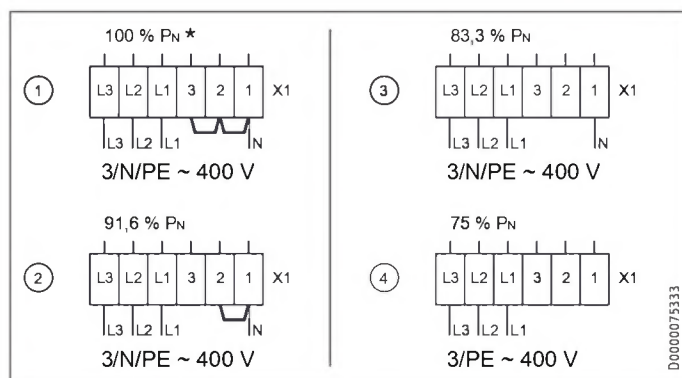 100 % PN *
1
L3 L2 L1 3 2 1 X1
L3 L2 L1 N
3/N/PE ~ 400 V
91,6 % PN
2
L3 L2 L1 3 2 1 X1
L3 L2 L1 N
3/N/PE ~ 400 V
83,3 % PN
3
L3 L2 L1 3 2 1 X1
L3 L2 L1 N
3/N/PE ~ 400 V
75 % PN
4
L3 L2 L1 3 2 1 X1
L3 L2 L1
3/PE ~ 400 V
D0000075333